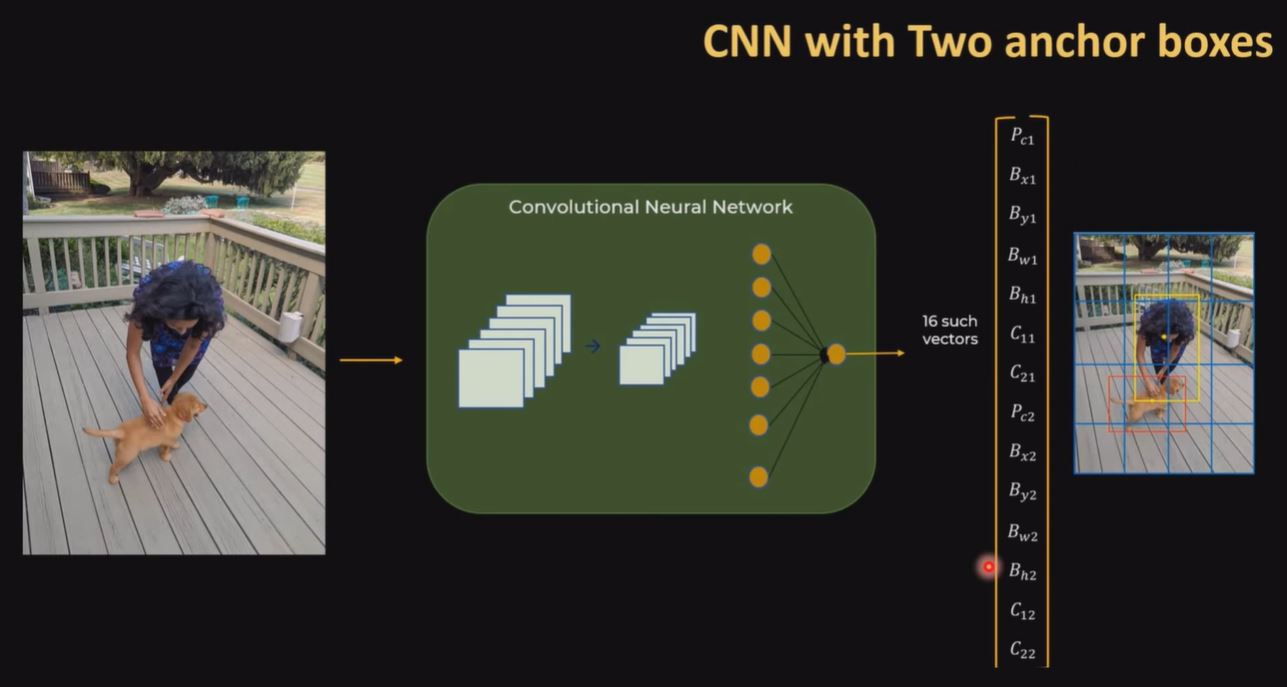 CNN with Two anchor boxes
Convolutional Neural Network
16 such
vectors
P_{c1}
B_{x1}
B_{y1}
B_{w1}
B_{h1}
C_{11}
C_{21}
P_{c2}
B_{x2}
B_{y2}
B_{w2}
B_{h2}
C_{12}
C_{22}